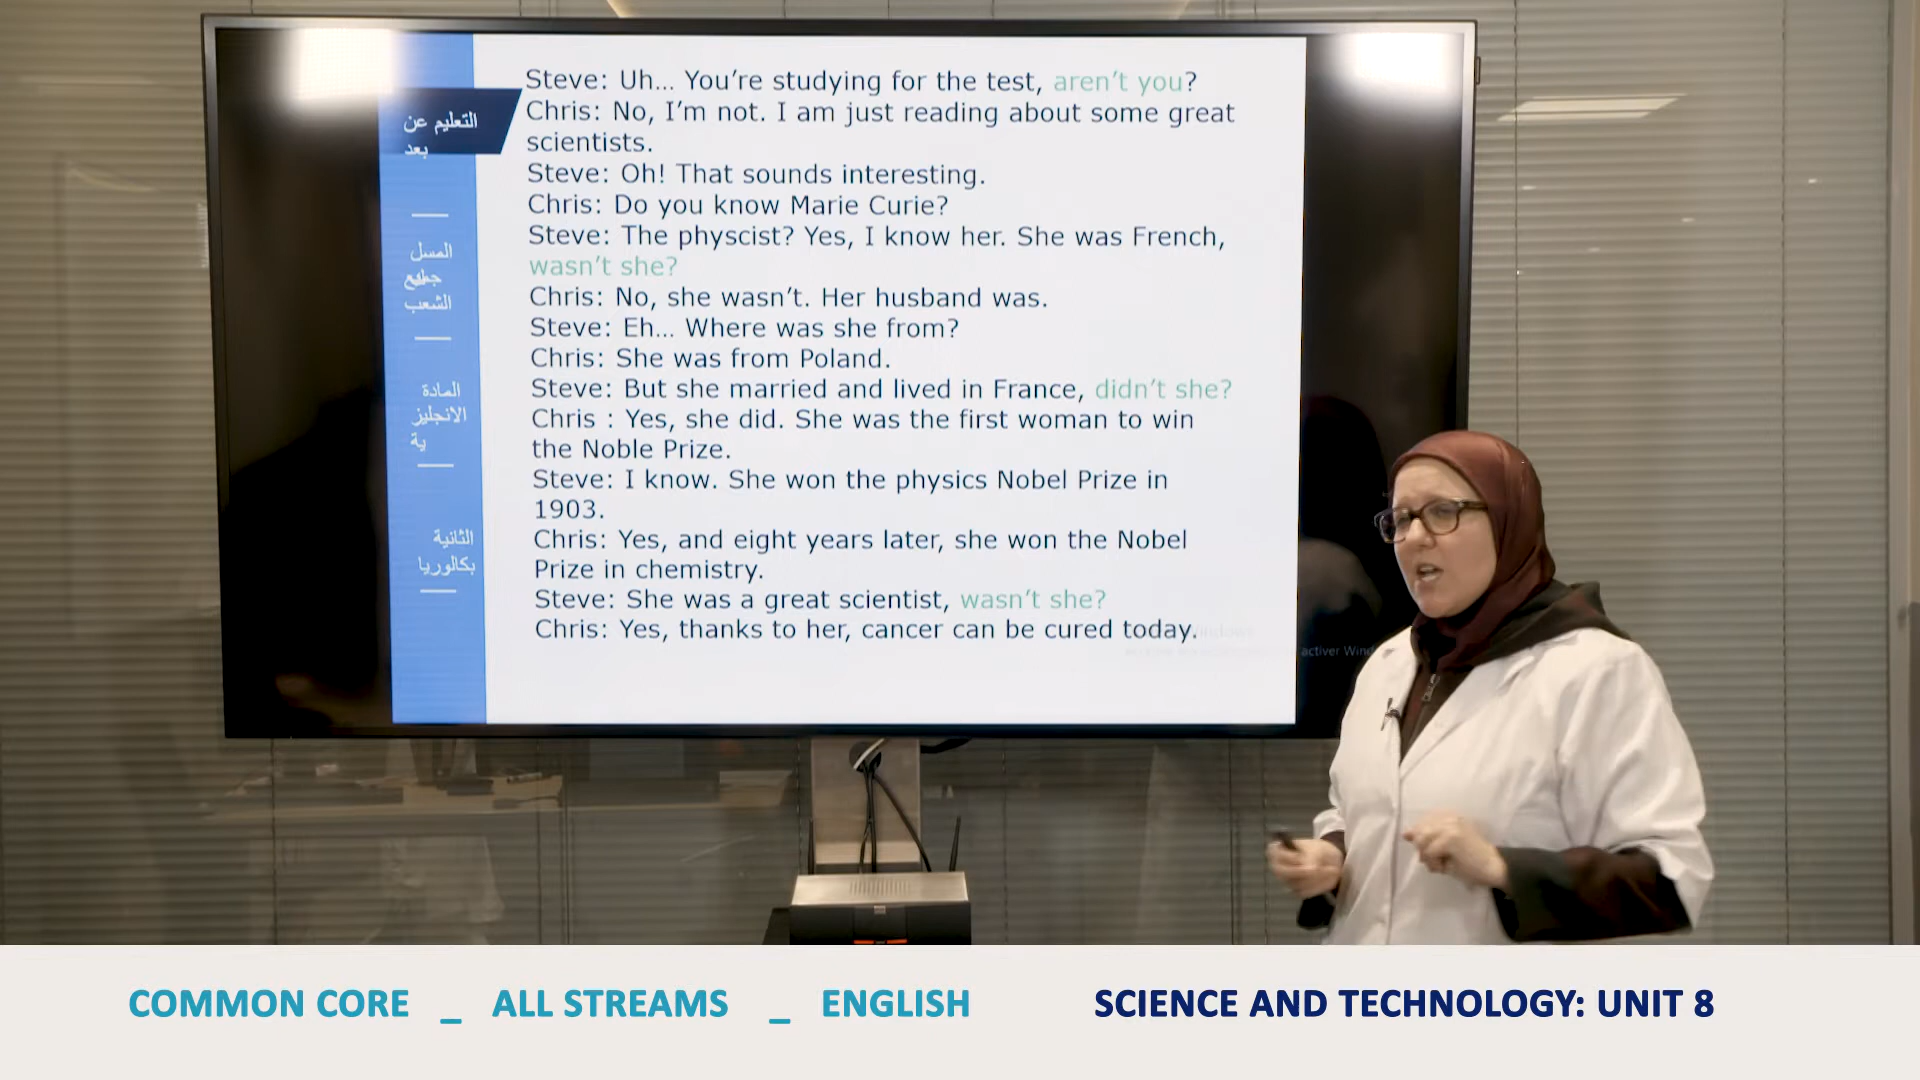 Steve: Uh... You're studying for the test, aren't you?
Chris: No, I'm not. I am just reading about some great
scientists.
Steve: Oh! That sounds interesting.
Chris: Do you know Marie Curie?
Steve: The physcist? Yes, I know her. She was French,
wasn't she?
Chris: No, she wasn't. Her husband was.
Steve: Eh... Where was she from?
Chris: She was from Poland.
Steve: But she married and lived in France, didn't she?
Chris : Yes, she did. She was the first woman to win
the Noble Prize.
Steve: I know. She won the physics Nobel Prize in
1903.
Chris: Yes, and eight years later, she won the Nobel
Prize in chemistry.
Steve: She was a great scientist, wasn't she?
Chris: Yes, thanks to her, cancer can be cured today.
activer Wind
التعليم عن
بعد
المسل
الشعب
المادة
الانجليز
ية
الثانية
بكالوريا
COMMON CORE _ ALL STREAMS _ ENGLISH SCIENCE AND TECHNOLOGY: UNIT 8